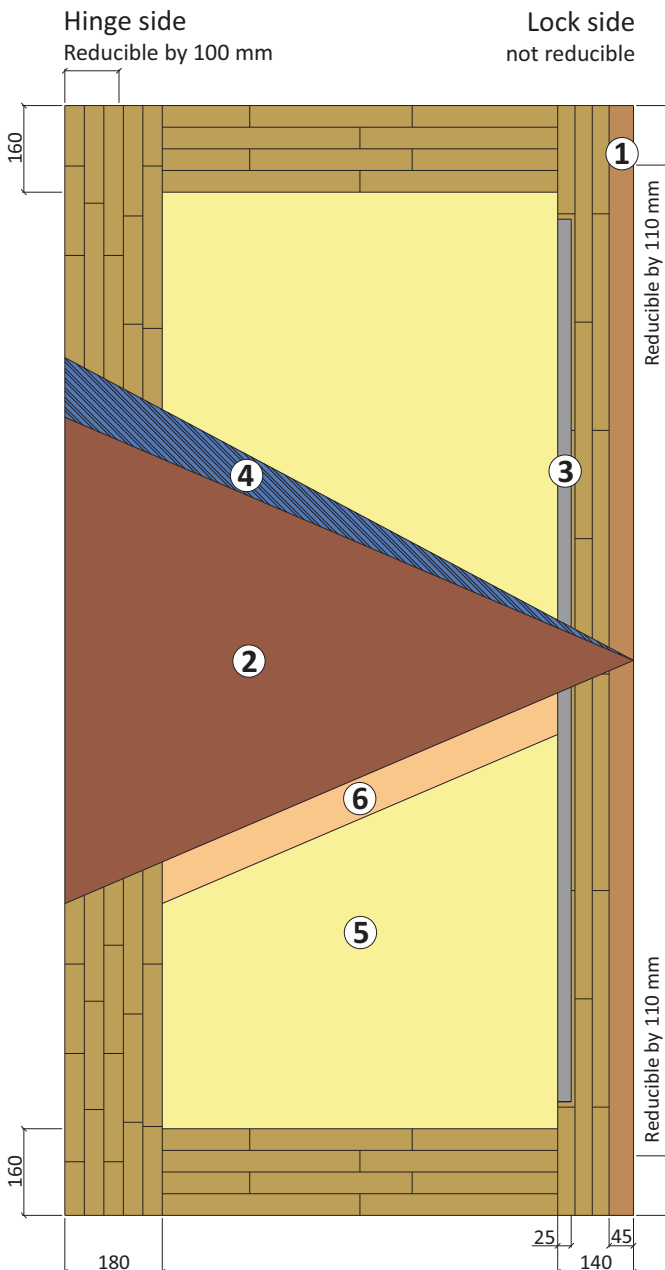 Hinge side
Reducible by 100 mm
Lock side
not reducible
160
1
Reducible by 110 mm
4
3
2
6
5
Reducible by 110 mm
160
25
45
180
140